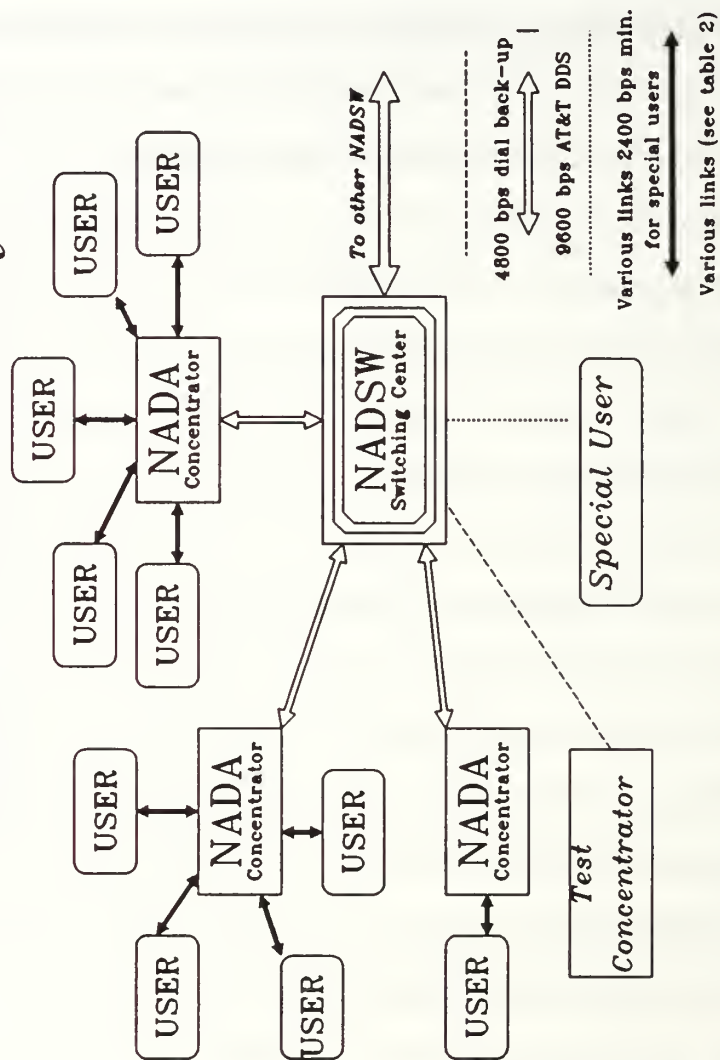 USER
USER
USER
USER
USER
USER
USER
NADA
Concentrator
NADA
Concentrator
USER
USER
USER
NADSW
Switching Center
To other NADSW
NADA
Concentrator
Test
Concentrator
Special User
4800 bps dial back-up
9600 bps AT&T DDS
Various links 2400 bps min.
for special users
Various links (see table 2)